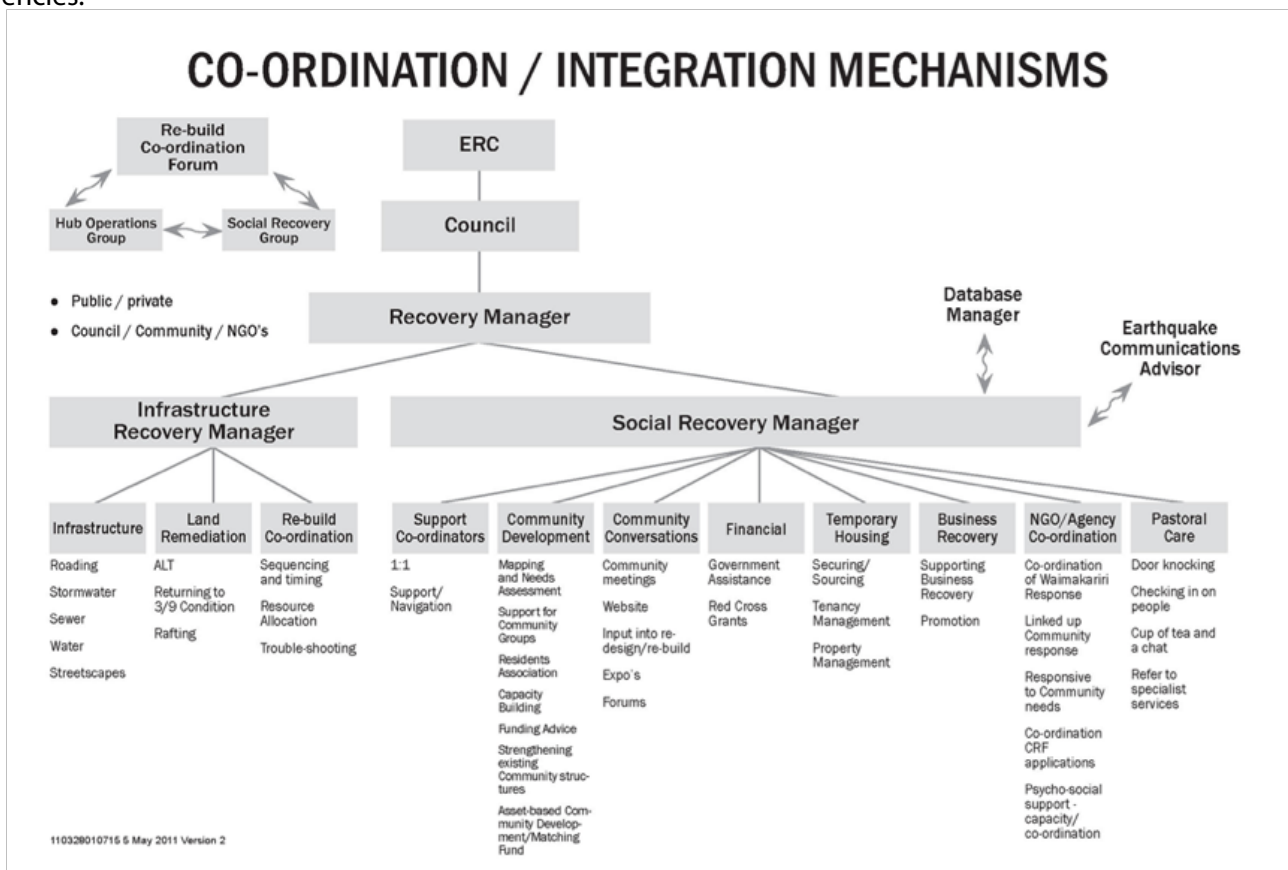 encies.
CO-ORDINATION / INTEGRATION MECHANISMS
Re-build
Co-ordination
Forum
Hub Operations
Group
Social Recovery
Group
● Public / private
● Council / Community / NGO's
ERC
Council
Recovery Manager
Database
Manager
Earthquake
Communications
Advisor
Infrastructure
Recovery Manager
Social Recovery Manager
Infrastructure
Roading
Stormwater
Sewer
Water
Streetscapes
Land
Remediation
ALT
Returning to
3/9 Condition
Rafting
Re-build
Co-ordination
Sequencing
and timing
Resource
Allocation
Trouble-shooting
Support
Co-ordinators
1:1
Support/
Navigation
Community
Development
Mapping
and Needs
Assessment
Support for
Community
Groups
Residents
Association
Capacity
Building
Funding Advice
Strengthening
existing
Community struc-
tures
Asset-based Com-
munity Develop-
ment/Matching
Fund
Community
Conversations
Community
meetings
Website
Input into re-
design/re-build
Expo's
Forums
Financial
Government
Assistance
Red Cross
Grants
Temporary
Housing
Securing/
Sourcing
Tenancy
Management
Property
Management
Business
Recovery
Supporting
Business
Recovery
Promotion
NGO/Agency
Co-ordination
Co-ordination
of Waimakariri
Response
Linked up
Community
response
Responsive
to Community
needs
Co-ordination
CRF
applications
Psycho-social
support -
capacity/
co-ordination
Pastoral
Care
Door knocking
Checking in on
people
Cup of tea and
a chat
Refer to
specialist
services
110328010715 5 May 2011 Version 2